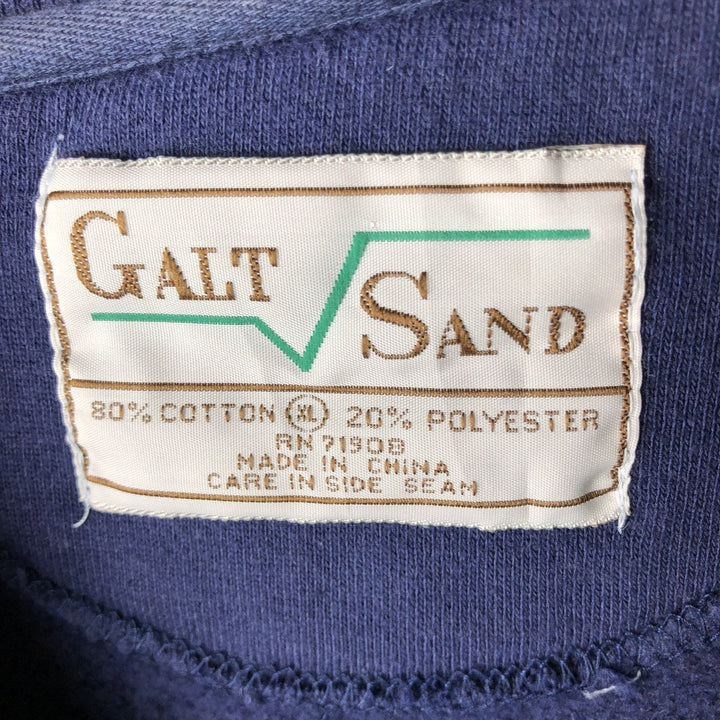 GALT
SAND
80% COTTON XL 20% POLYESTER
RN 71908
MADE IN CHINA
CARE IN SIDE SEAM